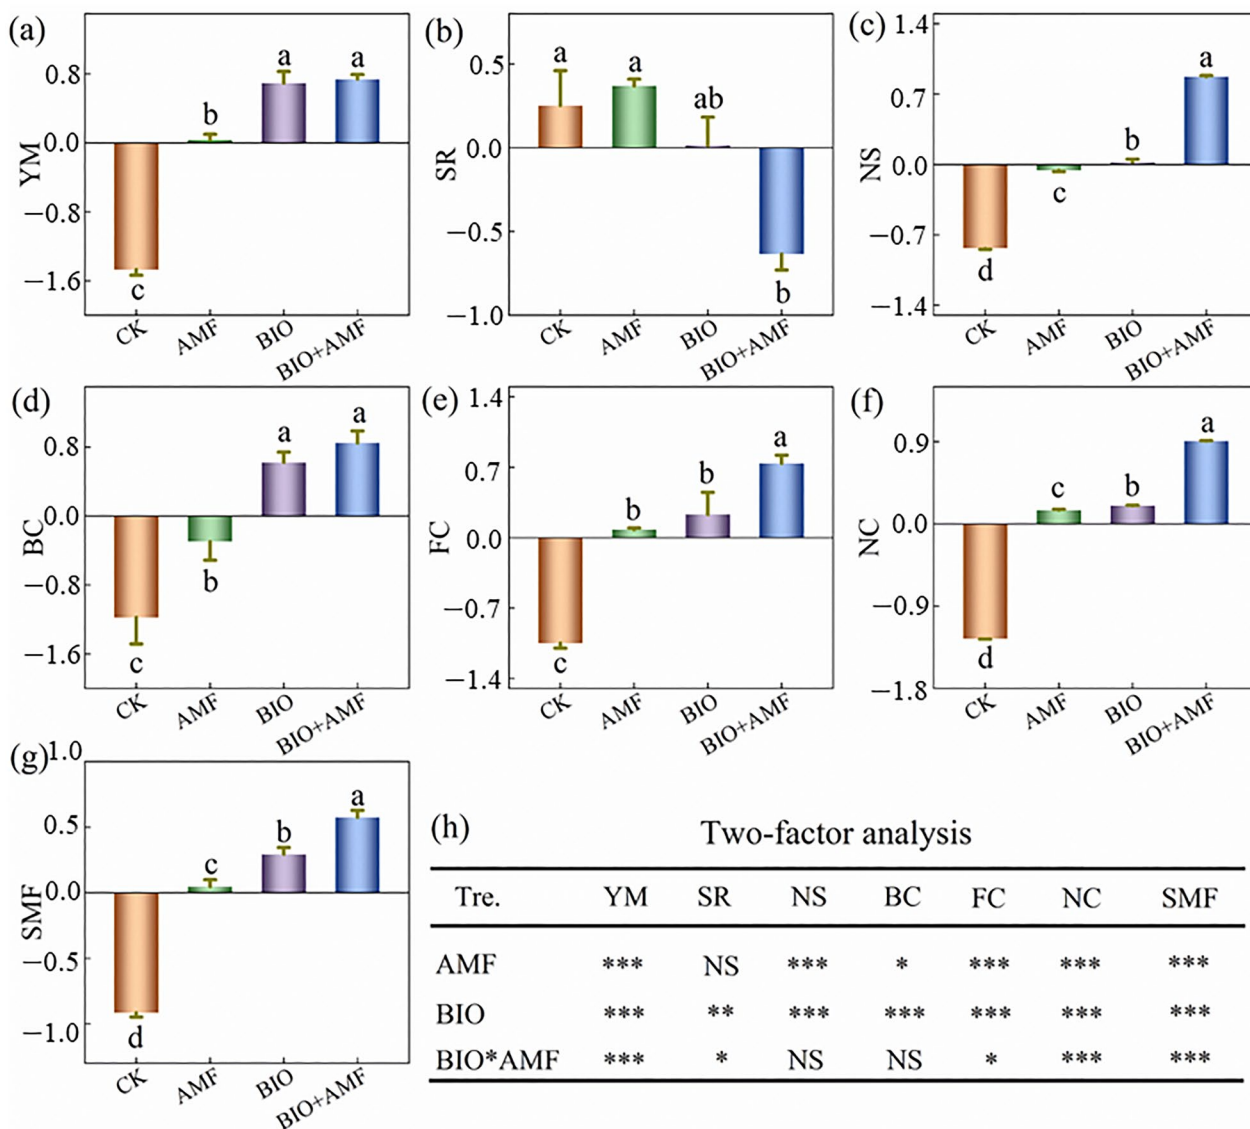 (a)
YM
0.8
0.0
−0.8
−1.6
c
b
a
a
CK
AMF
BIO
BIO+AMF
(b)
SR
0.5
0.0
−0.5
−1.0
a
a
ab
b
CK
AMF
BIO
BIO+AMF
(c)
NS
1.4
0.7
0.0
−0.7
−1.4
d
c
b
a
CK
AMF
BIO
BIO+AMF
(d)
BC
0.8
0.0
−0.8
−1.6
c
b
a
a
CK
AMF
BIO
BIO+AMF
(e)
FC
1.4
0.7
0.0
−0.7
−1.4
c
b
b
a
CK
AMF
BIO
BIO+AMF
(f)
NC
0.9
0.0
−0.9
−1.8
d
c
b
a
CK
AMF
BIO
BIO+AMF
(g)
SMF
1.0
0.5
0.0
−0.5
−1.0
d
c
b
a
CK
AMF
BIO
BIO+AMF
(h)
Two-factor analysis
Tre. YM SR NS BC FC NC SMF
AMF *** NS *** * *** *** ***
BIO *** ** *** *** *** *** ***
BIO*AMF *** * NS NS * *** ***